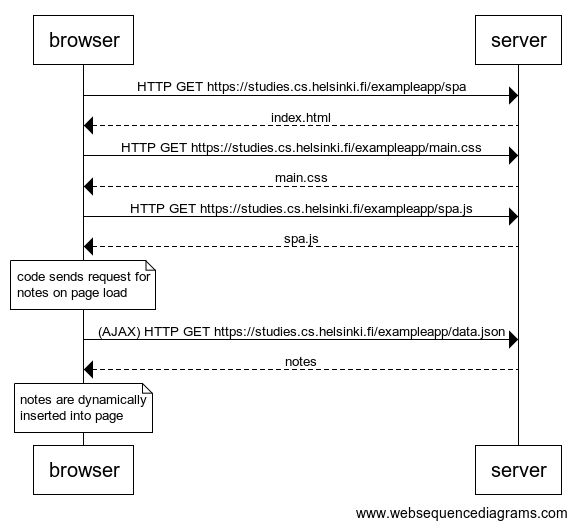 browser
server
HTTP GET https://studies.cs.helsinki.fi/exampleapp/spa
index.html
HTTP GET https://studies.cs.helsinki.fi/exampleapp/main.css
main.css
HTTP GET https://studies.cs.helsinki.fi/exampleapp/spa.js
spa.js
code sends request for
notes on page load
(AJAX) HTTP GET https://studies.cs.helsinki.fi/exampleapp/data.json
notes
notes are dynamically
inserted into page
browser
server
www.websequencediagrams.com